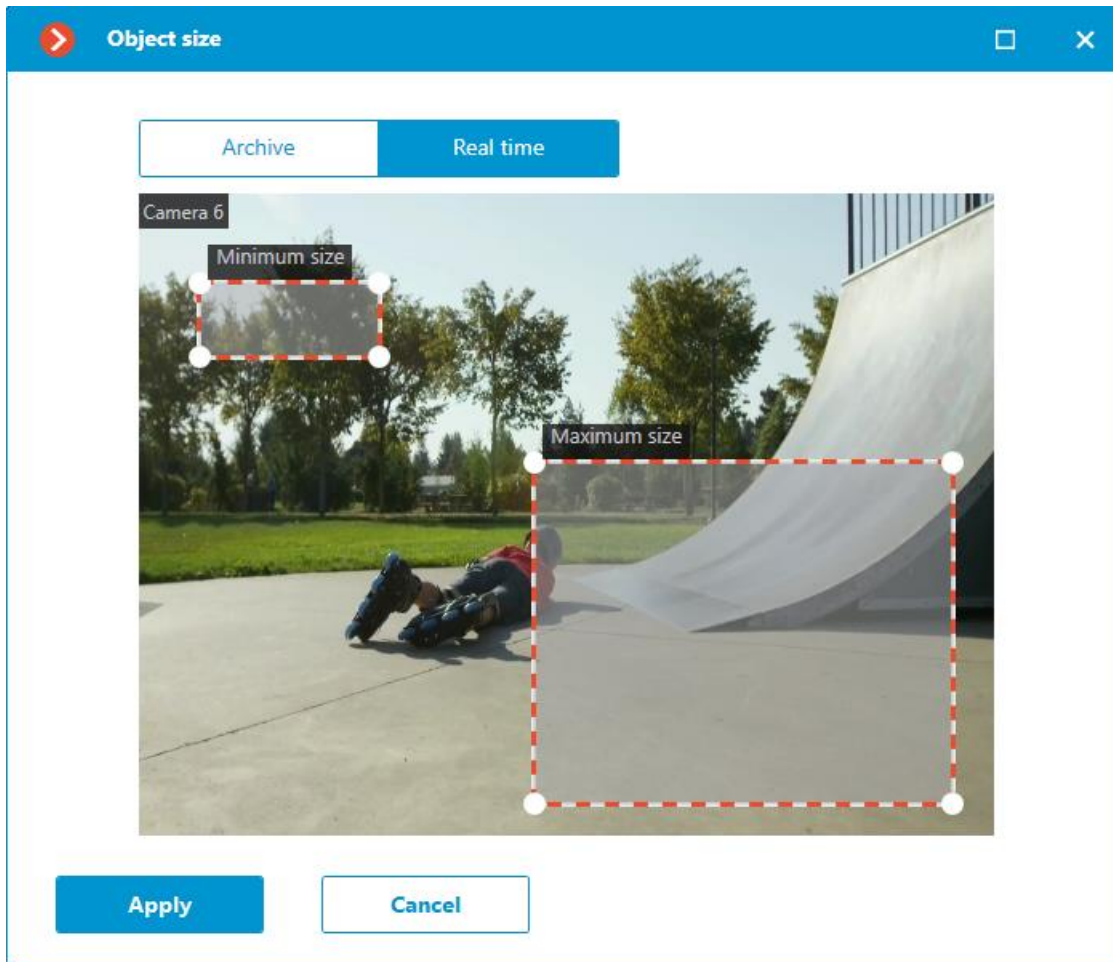 Object size
Archive
Real time
Camera 6
Minimum size
Maximum size
Apply
Cancel